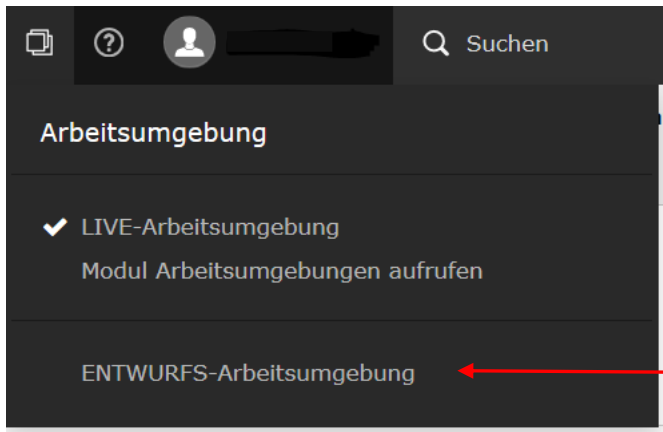 Suchen
Arbeitsumgebung
LIVE-Arbeitsumgebung
Modul Arbeitsumgebungen aufrufen
ENTWURFS-Arbeitsumgebung